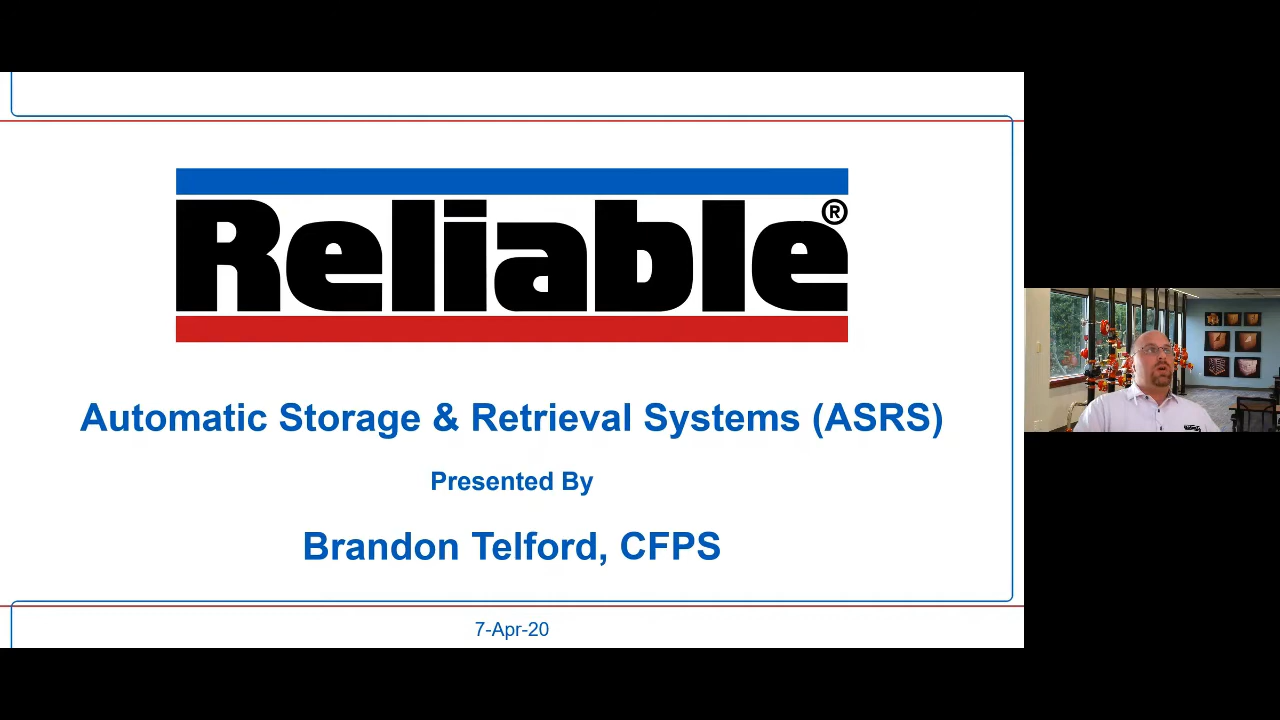 Reliable®
Automatic Storage & Retrieval Systems (ASRS)
Presented By
Brandon Telford, CFPS
7-Apr-20